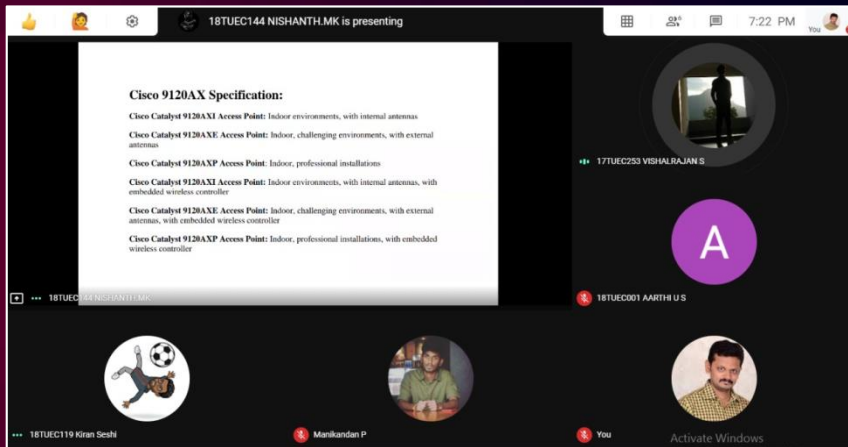 18TUEC144 NISHANTH.MK is presenting
7:22 PM
You
Cisco 9120AX Specification:
Cisco Catalyst 9120AXI Access Point: Indoor environments, with internal antennas
Cisco Catalyst 9120AXE Access Point: Indoor, challenging environments, with external
antennas
Cisco Catalyst 9120AXP Access Point: Indoor, professional installations
Cisco Catalyst 9120AXI Access Point: Indoor environments, with internal antennas, with
embedded wireless controller
Cisco Catalyst 9120AXE Access Point: Indoor, challenging environments, with external
antennas, with embedded wireless controller
Cisco Catalyst 9120AXP Access Point: Indoor, professional installations, with embedded
wireless controller
17TUEC253 VISHALRAJAN S
A
18TUEC144 NISHANTH.MK
18TUEC001 AARTHI U S
18TUEC119 Kiran Seshi
Manikandan P
You
Activate Windows